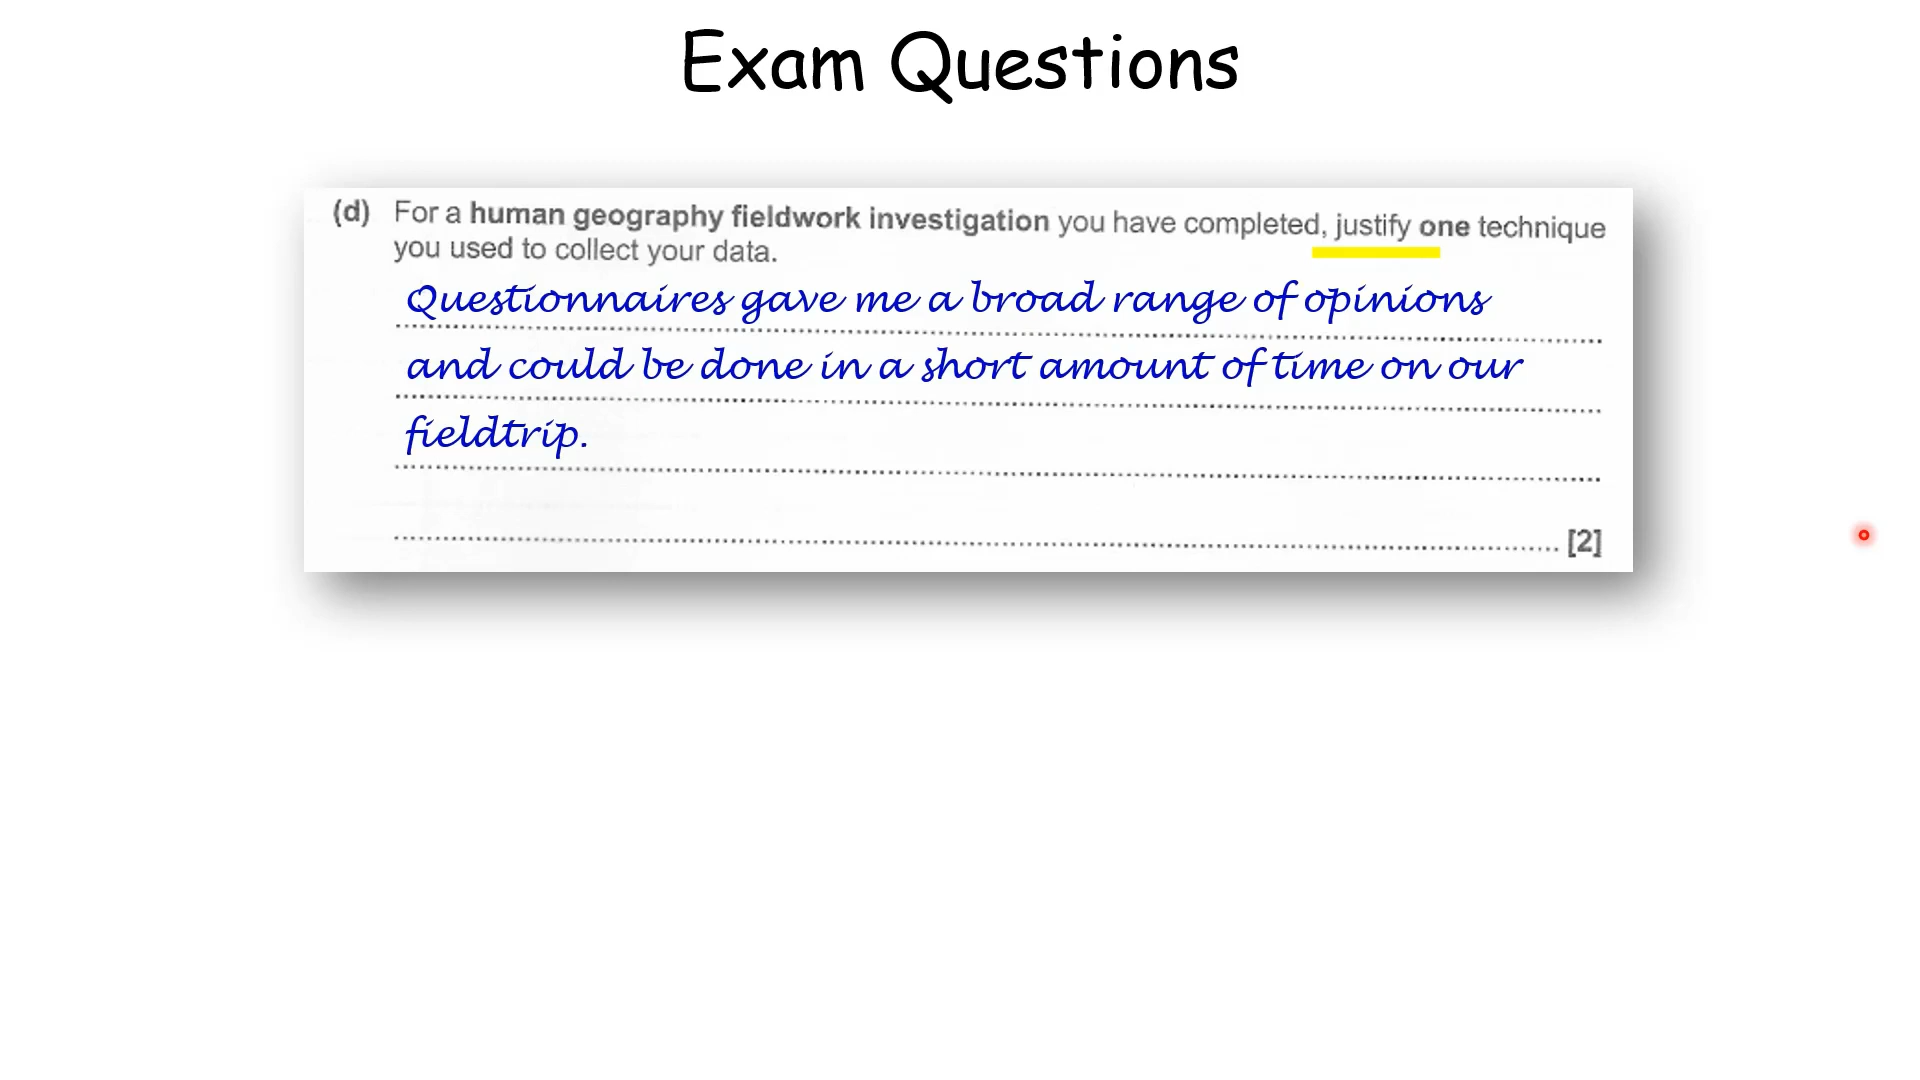 Exam Questions
(d) For a human geography fieldwork investigation you have completed, justify one technique
you used to collect your data.
Questionnaires gave me a broad range of opinions
and could be done in a short amount of time on our
fieldtrip.
[2]